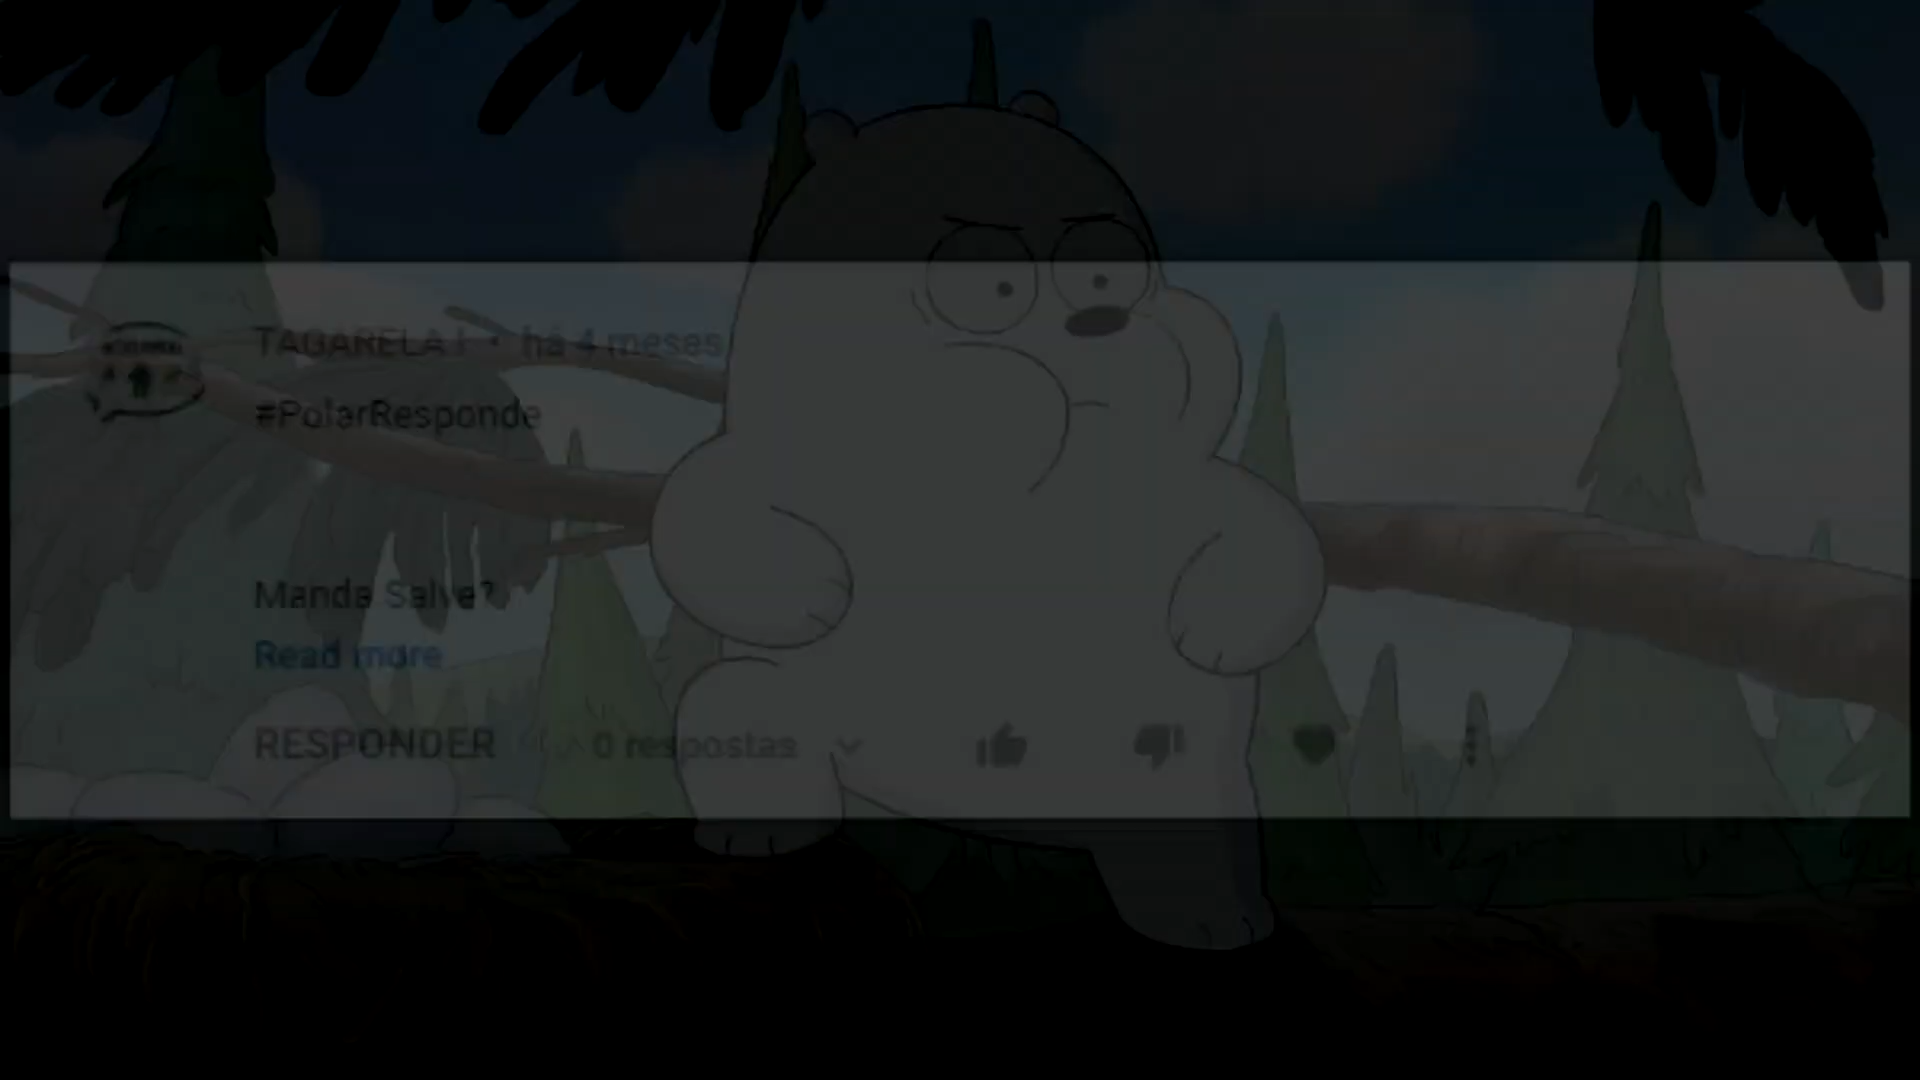 TAGARELA ! • há 4 meses
#PolarResponde
Manda Salve?
Read more
RESPONDER
0 respostas